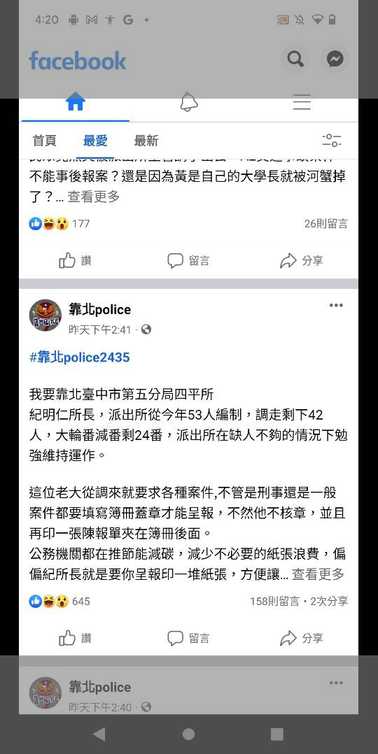 4:20
facebook
首頁 最愛 最新
不能事後報案？還是因為黃是自己的大學長就被河蟹掉
了？... 查看更多
177 26則留言
讚 留言 分享
靠北police
昨天下午2:41
#靠北police2435
我要靠北臺中市第五分局四平所
紀明仁所長，派出所從今年53人編制，調走剩下42
人，大輪番減番剩24番，派出所在缺人不夠的情況下勉
強維持運作。
這位老大從調來就要求各種案件,不管是刑事還是一般
案件都要填寫簿冊蓋章才能呈報，不然他不核章，並且
再印一張陳報單夾在簿冊後面。
公務機關都在推節能減碳，減少不必要的紙張浪費，偏
偏紀所長就是要你呈報印一堆紙張，方便讓... 查看更多
645 158則留言・2次分享
讚 留言 分享
靠北police
昨天下午2:40